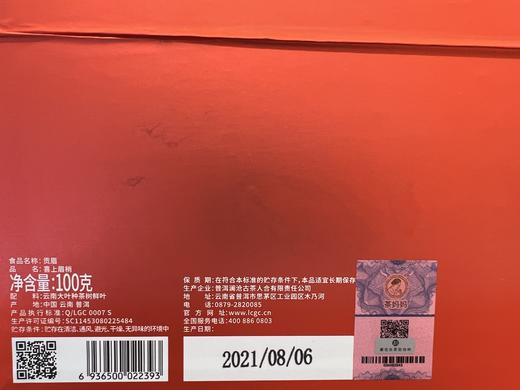 食品名称: 贡眉
品 名: 喜上眉梢
净含量:100克
配 料: 云南大叶种茶树鲜叶
产 地: 中国 云南 普洱
产品执行标准: Q/LGC 0007 S
生产许可证编号: SC11453080225484
贮存条件: 贮存在清洁,通风,避光,干燥,无异味的环境中
6 936500 022393
保 质 期: 在符合本标准的贮存条件下,本品适宜长期保存
生产企业: 普洱澜沧古茶人合有限责任公司
地 址: 云南省普洱市思茅区工业园区木乃河
电 话: 0879-2820085
官 方 网 站: www.lcgc.cn
全国服务电话: 400 886 0803
生产日期:
2021/08/06
茶妈妈